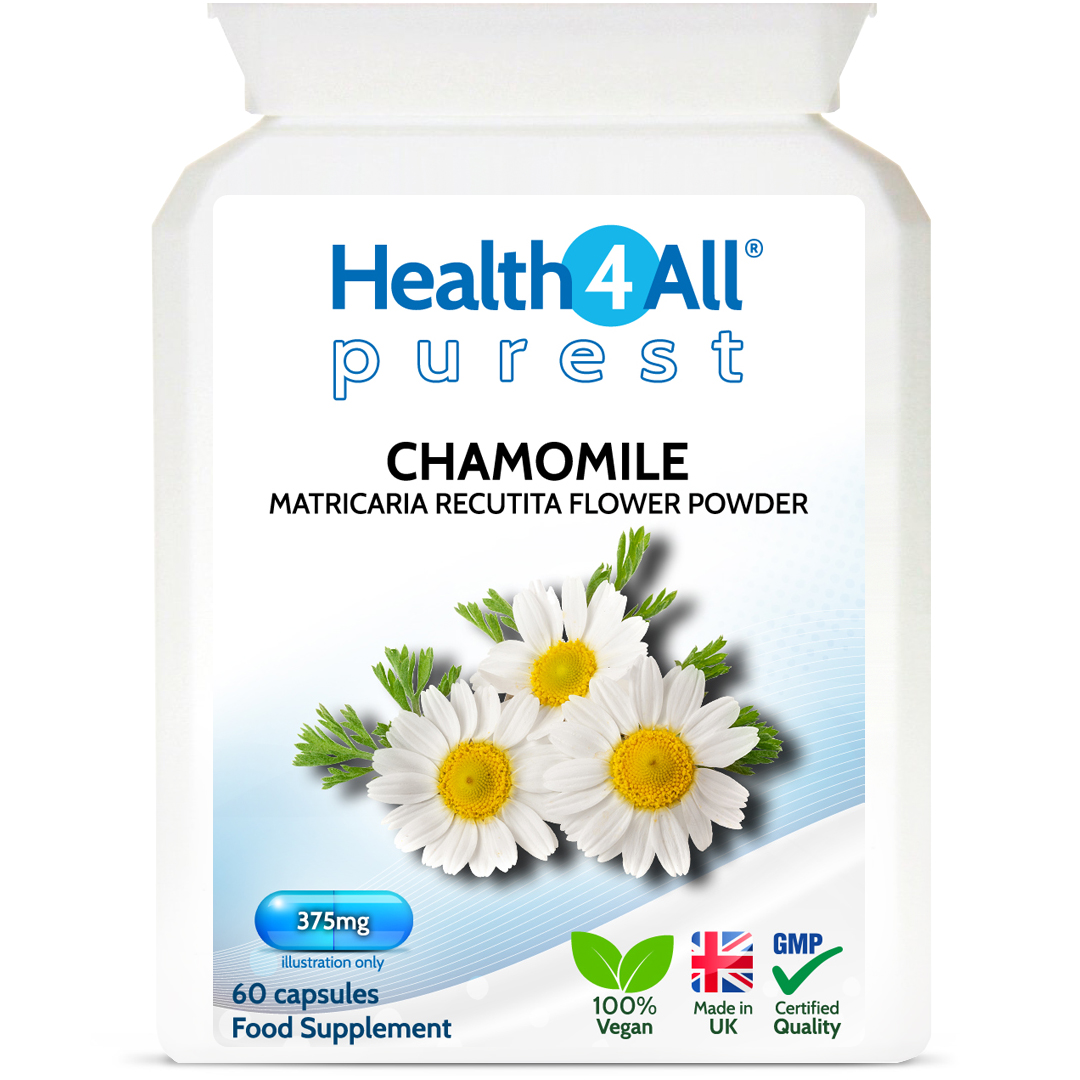 Health4All®
purest
CHAMOMILE
MATRICARIA RECUTITA FLOWER POWDER
375mg
illustration only
60 capsules
Food Supplement
100%
Vegan
Made in
UK
GMP
Certified
Quality